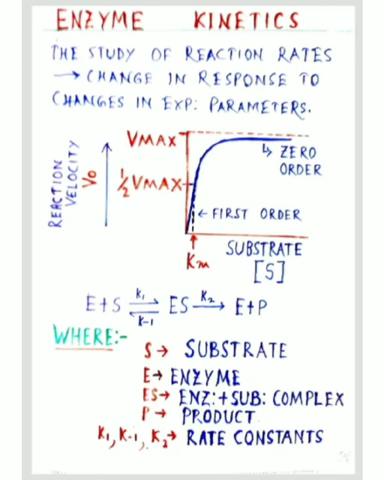 ENZYME KINETICS
THE STUDY OF REACTION RATES
→ CHANGE IN RESPONSE TO
CHANGES IN EXP: PARAMETERS.
REACTION VELOCITY Vo
VMAX
½ VMAX
↳ ZERO
ORDER
← FIRST ORDER
Km
SUBSTRATE
[S]
E+S ⇌ ES → E+P
K1
K-1
K2
WHERE:-
S → SUBSTRATE
E → ENZYME
ES → ENZ:+SUB: COMPLEX
P → PRODUCT
K1, K-1, K2 → RATE CONSTANTS